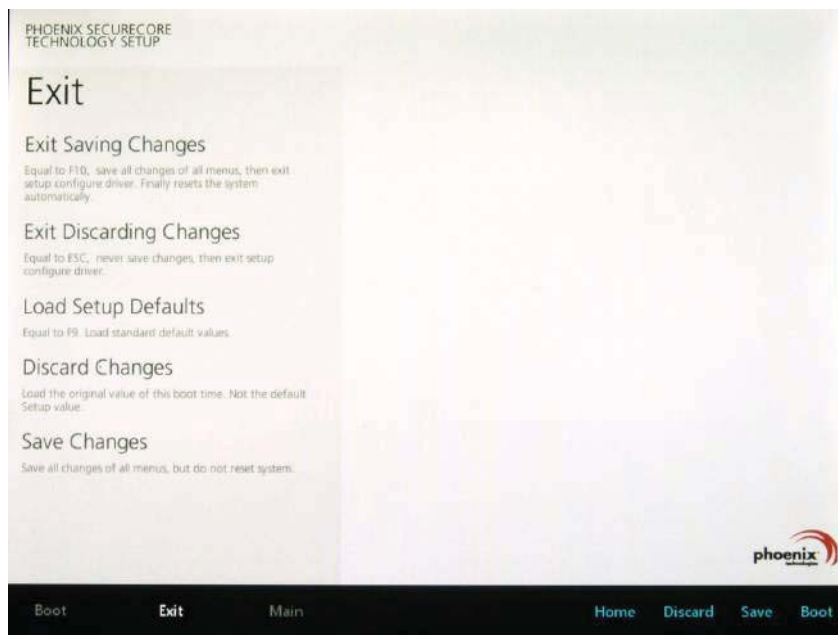 PHOENIX SECURECORE
TECHNOLOGY SETUP
Exit
Exit Saving Changes
Equal to F10, save all changes of all menus, then exit
setup configure driver. Finally resets the system
automatically.
Exit Discarding Changes
Equal to ESC, never save changes, then exit setup
configure driver.
Load Setup Defaults
Equal to F9. Load standard default values.
Discard Changes
Load the original value of this boot time. Not the default
Setup value.
Save Changes
Save all changes of all menus, but do not reset system.
phoenix
technologies
Boot Exit Main Home Discard Save Boot